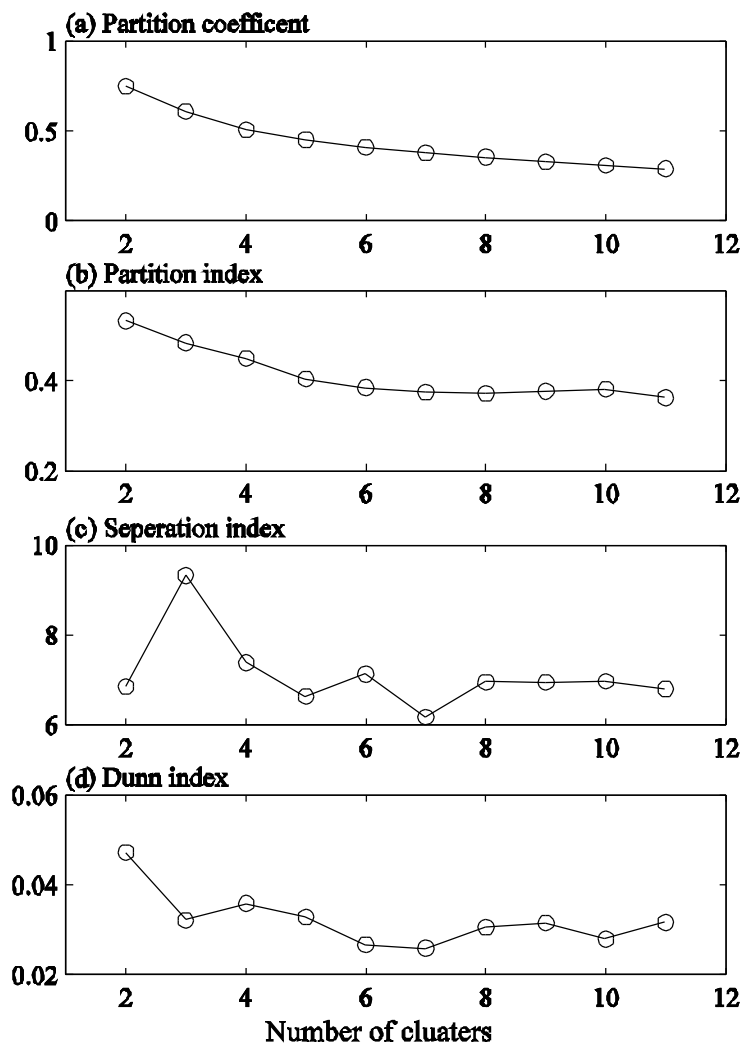 (a) Partition coefficent
1
0.5
0
2 4 6 8 10 12
(b) Partition index
0.4
0.2
2 4 6 8 10 12
(c) Seperation index
10
8
6
2 4 6 8 10 12
(d) Dunn index
0.06
0.04
0.02
2 4 6 8 10 12
Number of cluaters